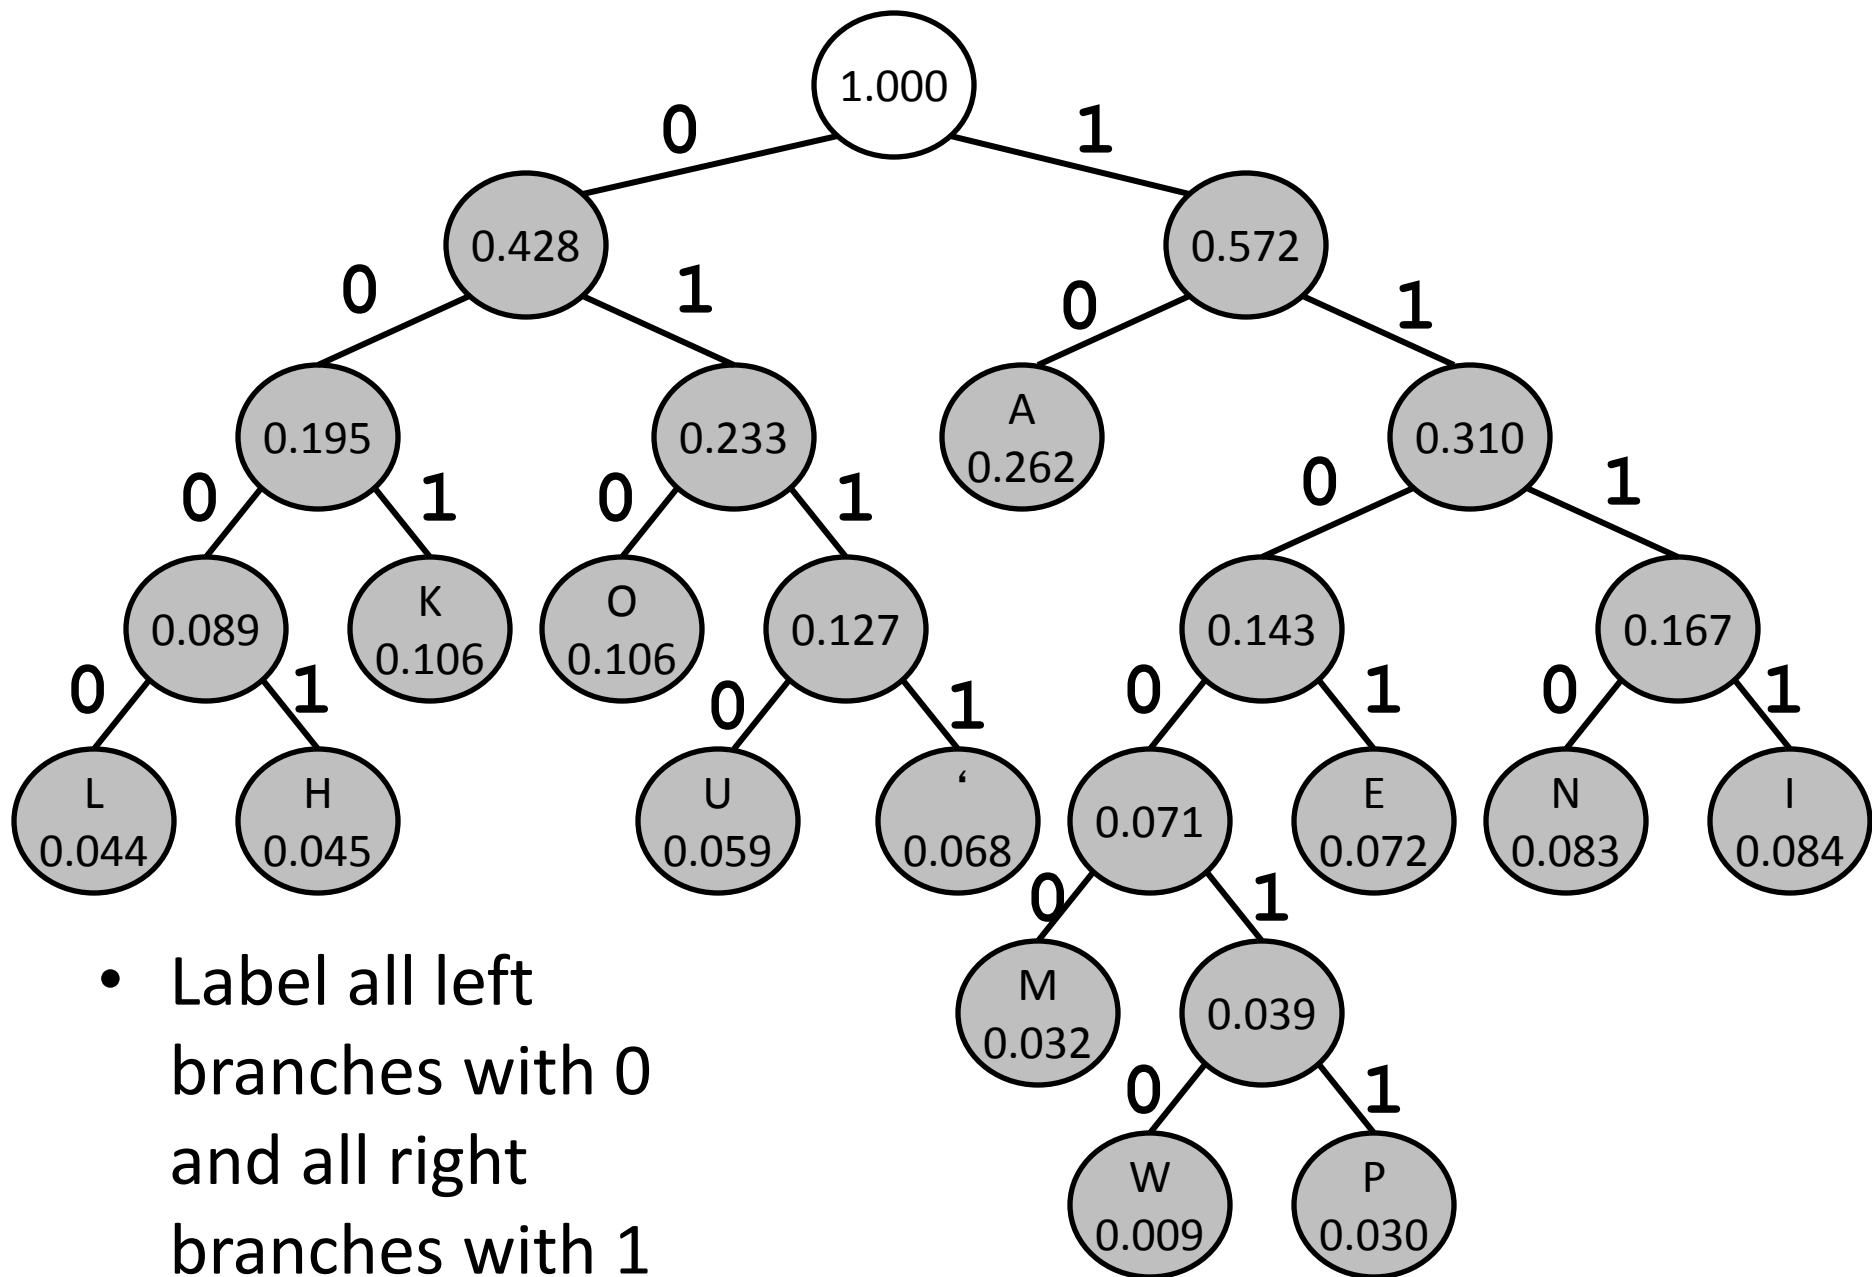 1.000
0 1
0.428 0.572
0 1 0 1
0.195 0.233 A 0.262 0.310
0 1 0 1 0 1
0.089 K 0.106 O 0.106 0.127 0.143 0.167
0 1 0 1 0 1 0 1
L 0.044 H 0.045 U 0.059 ‘ 0.068 0.071 E 0.072 N 0.083 I 0.084
0 1
M 0.032 0.039
0 1
W 0.009 P 0.030
• Label all left
branches with 0
and all right
branches with 1